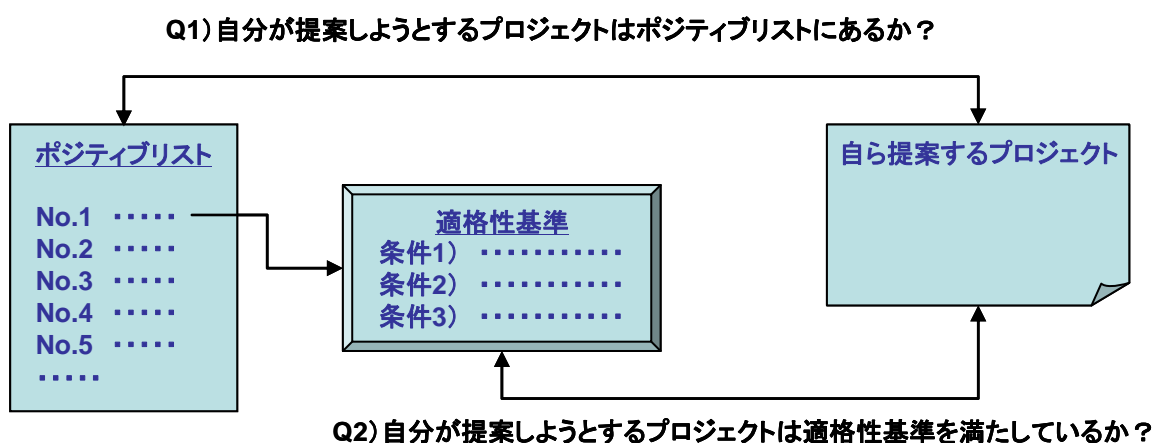 Q1）自分が提案しようとするプロジェクトはポジティブリストにあるか？
ポジティブリスト
No.1 ・・・・・
No.2 ・・・・・
No.3 ・・・・・
No.4 ・・・・・
No.5 ・・・・・
・・・・・
適格性基準
条件1） ・・・・・・・・・・・
条件2） ・・・・・・・・・・・
条件3） ・・・・・・・・・・・
自ら提案するプロジェクト
Q2）自分が提案しようとするプロジェクトは適格性基準を満たしているか？